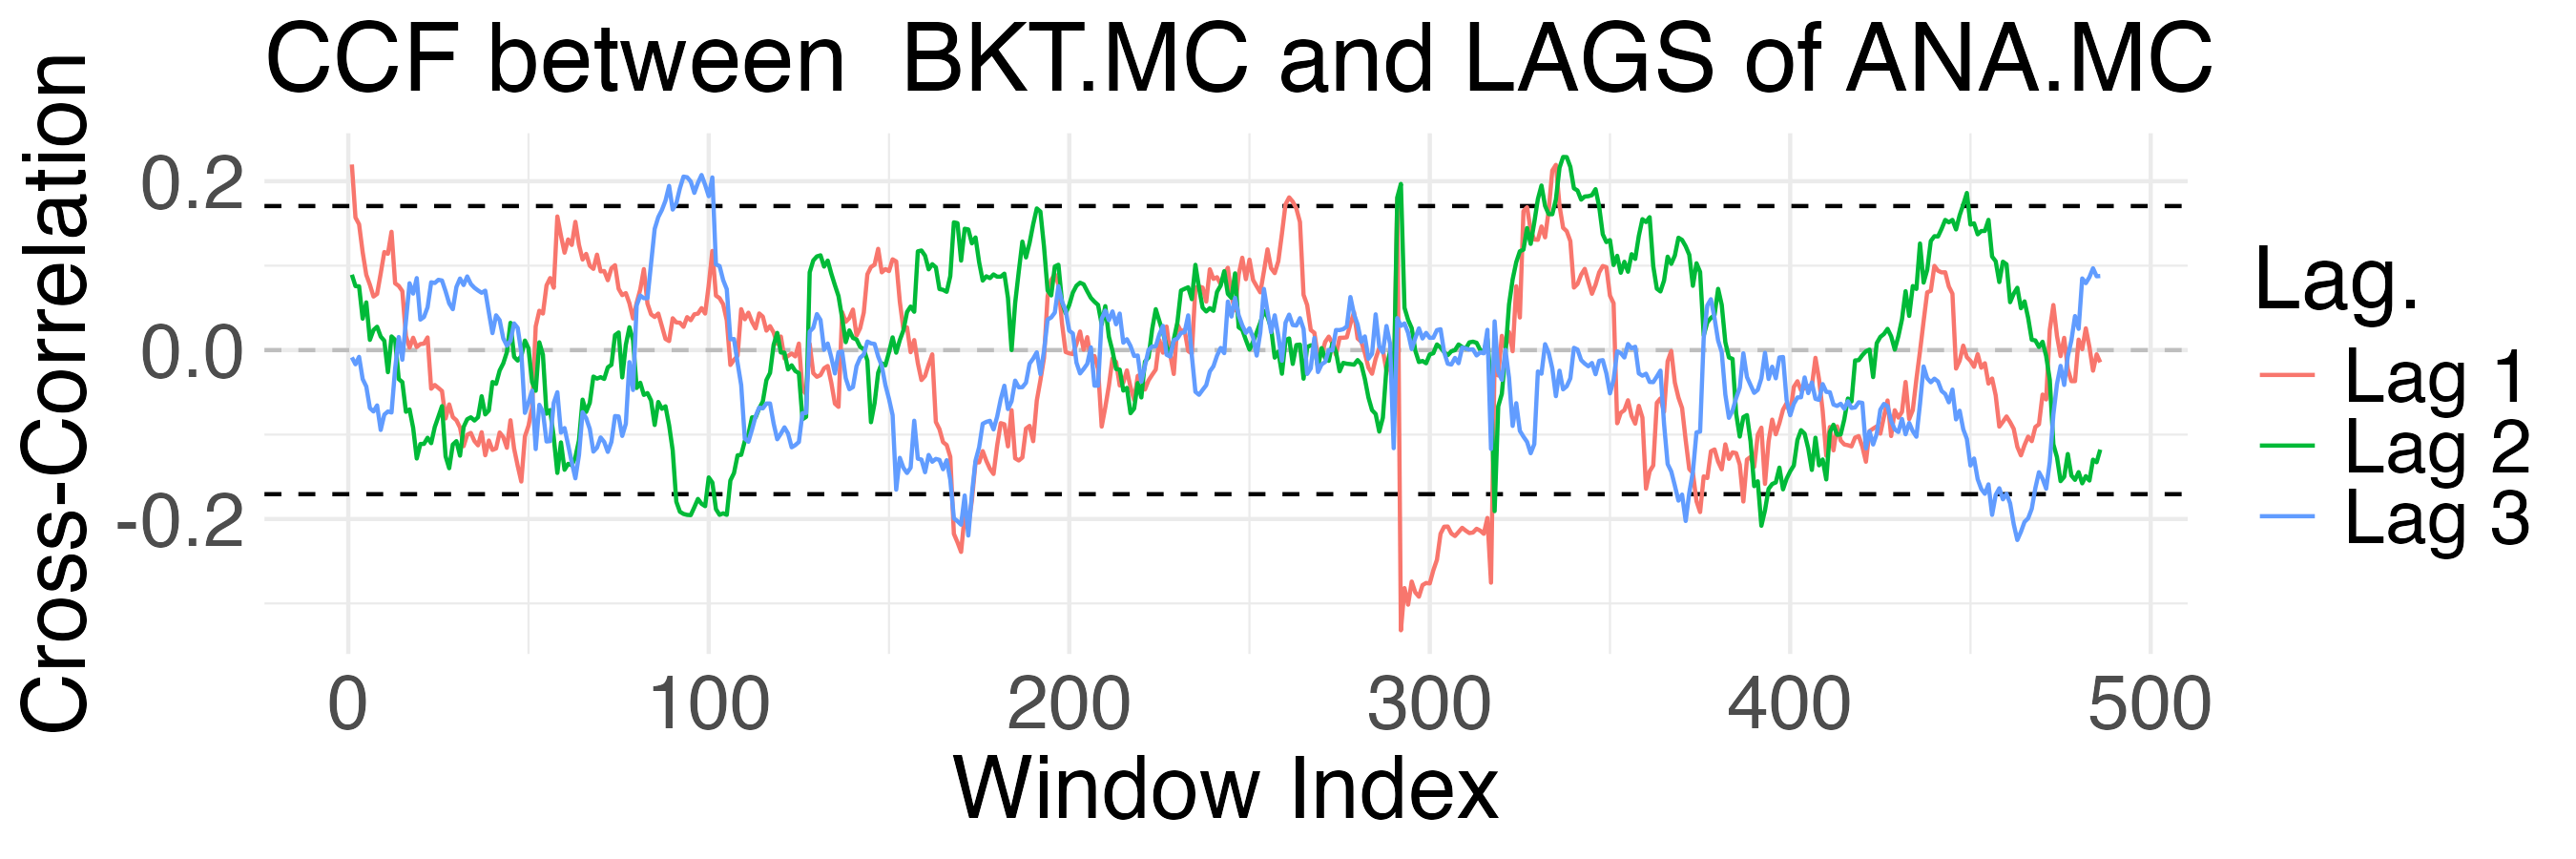 CCF between  BKT.MC and LAGS of ANA.MC
Cross-Correlation
0.2
0.0
-0.2
0 100 200 300 400 500
Window Index
Lag.
Lag 1
Lag 2
Lag 3